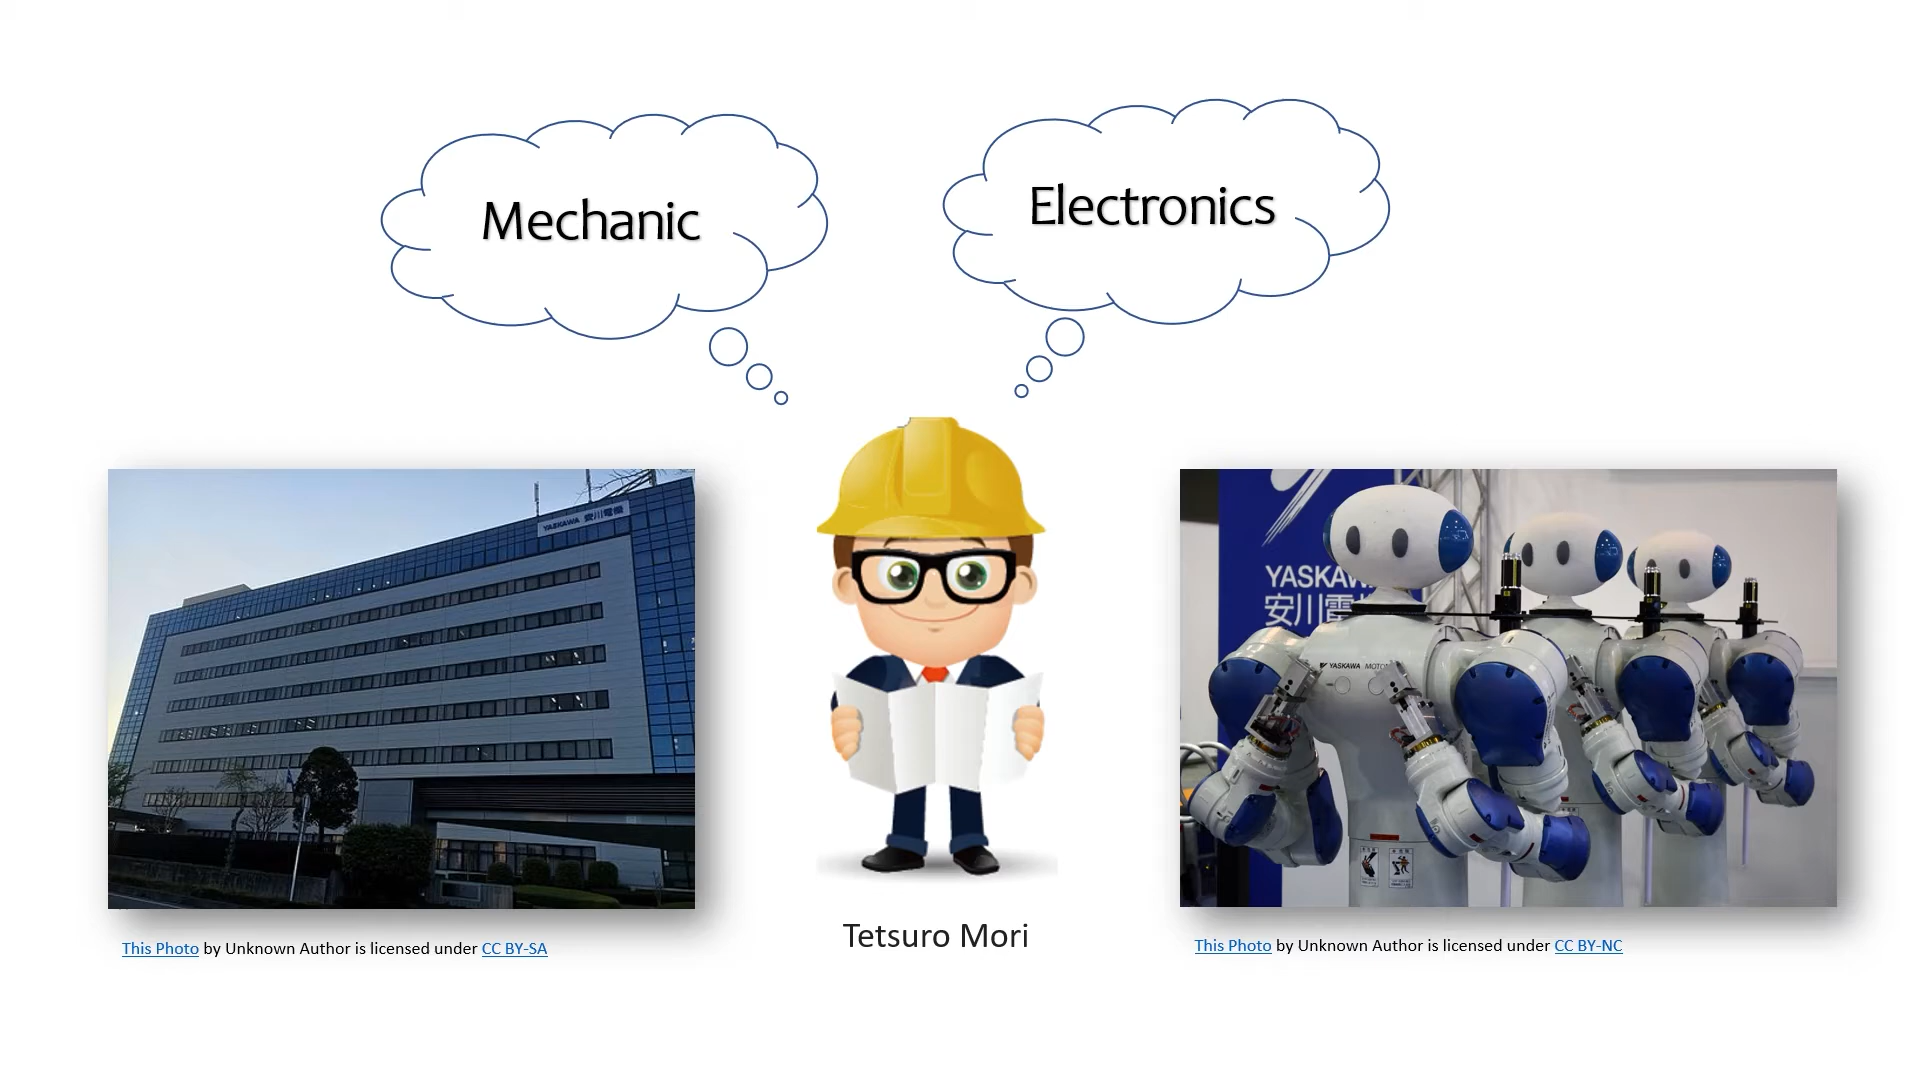 Mechanic
Electronics
YASKAWA 安川電機
YASKAW
安川電
YASKAWA MOTO
Tetsuro Mori
This Photo by Unknown Author is licensed under CC BY-SA
This Photo by Unknown Author is licensed under CC BY-NC